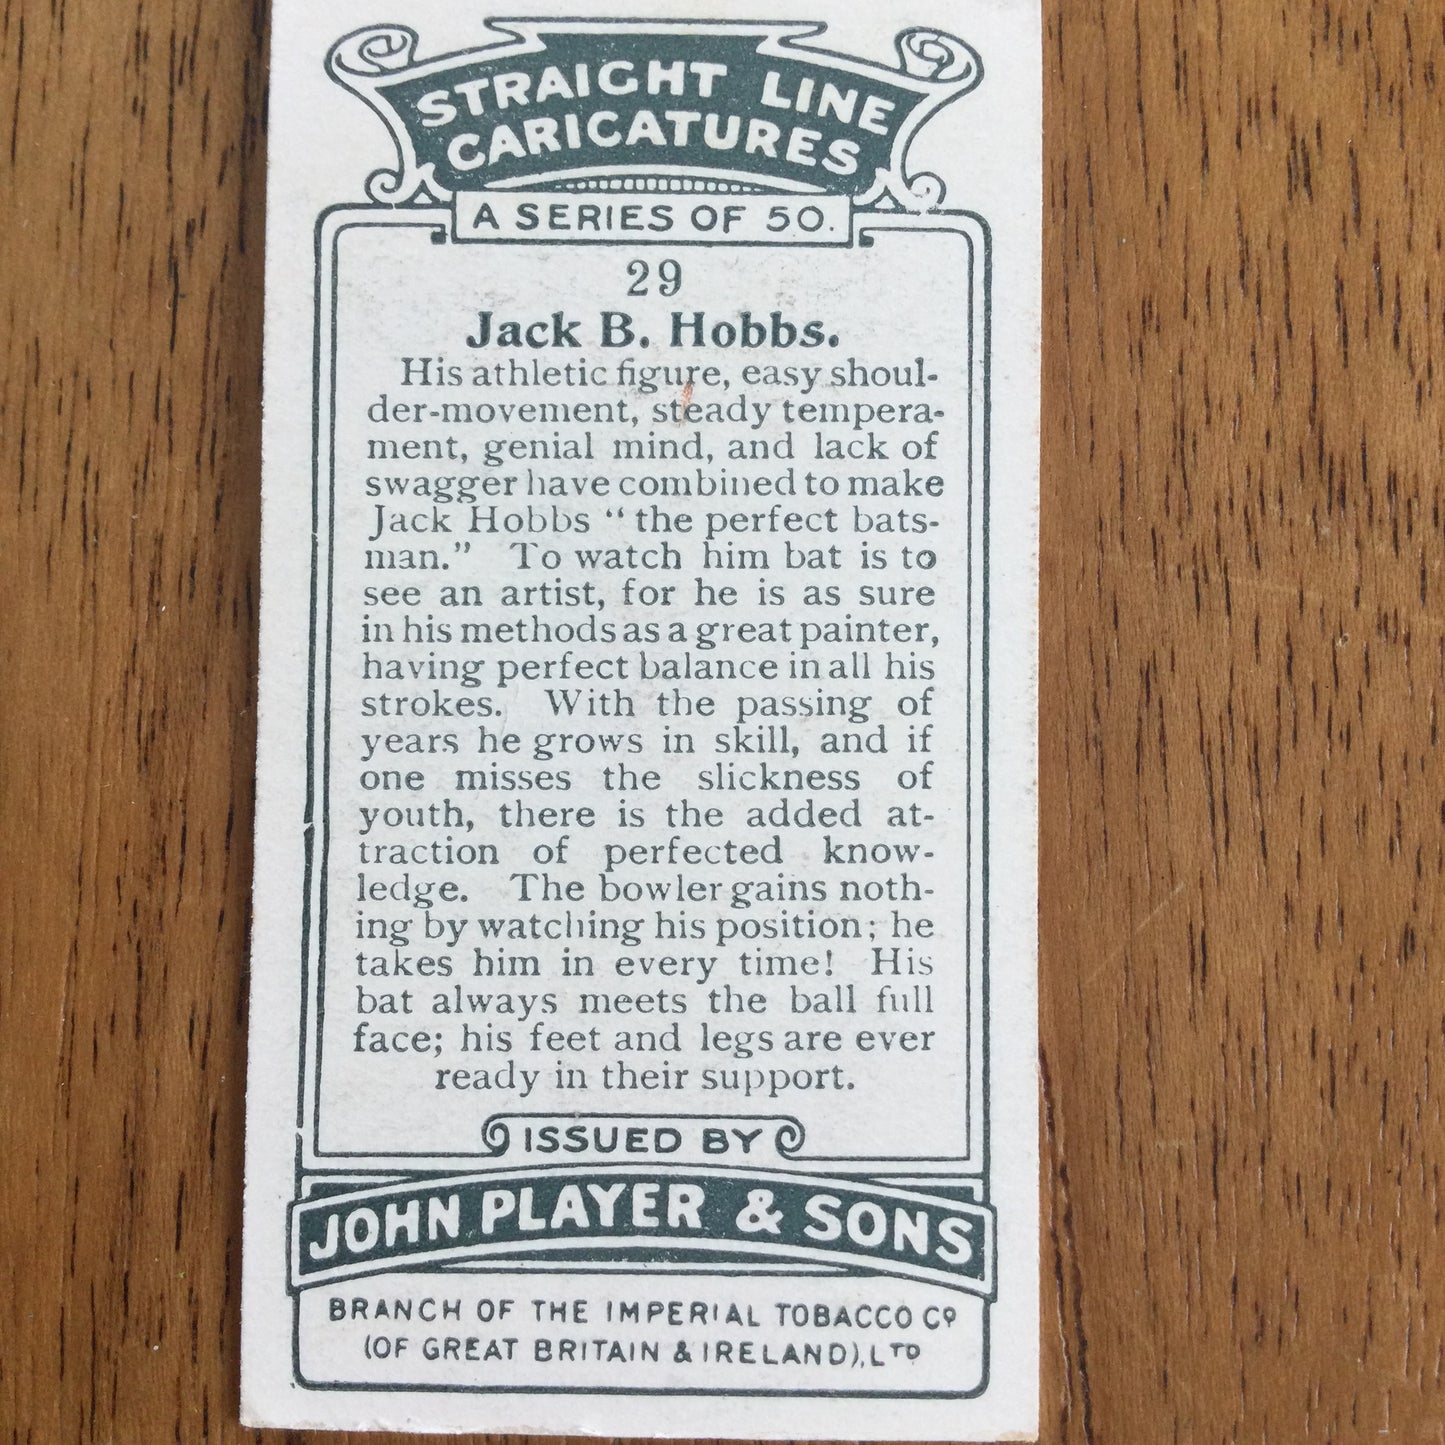 STRAIGHT LINE
CARICATURES
A SERIES OF 50.
29
Jack B. Hobbs.
His athletic figure, easy shoul-
der-movement, steady tempera-
ment, genial mind, and lack of
swagger have combined to make
Jack Hobbs “the perfect bats-
man.” To watch him bat is to
see an artist, for he is as sure
in his methods as a great painter,
having perfect balance in all his
strokes. With the passing of
years he grows in skill, and if
one misses the slickness of
youth, there is the added at-
traction of perfected know-
ledge. The bowler gains noth-
ing by watching his position; he
takes him in every time! His
bat always meets the ball full
face; his feet and legs are ever
ready in their support.
ISSUED BY
JOHN PLAYER & SONS
BRANCH OF THE IMPERIAL TOBACCO Cº
(OF GREAT BRITAIN & IRELAND), LTD